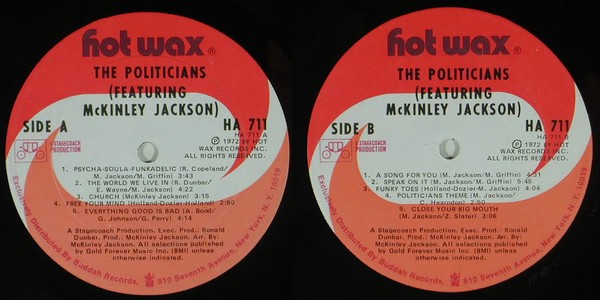 hot wax®
THE POLITICIANS
(FEATURING
McKINLEY JACKSON)
SIDE A
HA 711
HA 711 A
Ⓟ 1972 BY HOT
WAX RECORDS INC.
ALL RIGHTS RESERVED.
A STAGECOACH
PRODUCTION
1. PSYCHA-SOULA-FUNKADELIC (R. Copeland/
M. Jackson/M. Griffin) 3:43
2. THE WORLD WE LIVE IN (R. Dunbar/
E. Wayne/M. Jackson) 4:22
3. CHURCH (McKinley Jackson)
4. FREE YOUR MIND (Holland-Dozier-Holland) 2:50
5. EVERYTHING GOOD IS BAD (A. Bond/
G. Johnson/G. Perry) 4:14
A Stagecoach Production. Exec. Prod.: Ronald
Dunbar. Prod.: McKinley Jackson. Arr. By:
McKinley Jackson. All selections published
by Gold Forever Music Inc. (BMI) unless
otherwise indicated.
Exclusively Distributed by Buddah Records, 810 Seventh Avenue, New York, N.Y. 10019
hot wax®
THE POLITICIANS
(FEATURING
McKINLEY JACKSON)
SIDE B
HA 711
HA 711 B
Ⓟ 1972 BY HOT
WAX RECORDS INC.
ALL RIGHTS RESERVED.
A STAGECOACH
PRODUCTION
1. A SONG FOR YOU (M. Jackson/M. Griffin) 4:31
2. SPEAK ON IT (M. Jackson/M. Griffin) 5:48
3. FUNKY TOES (Holland-Dozier-M. Jackson) 4:04
4. POLITICIANS THEME (M. Jackson/
C. Hearndon) 2:51
5. CLOSE YOUR BIG MOUTH
(M. Jackson/Z. Slater) 3:06
A Stagecoach Production. Exec. Prod.: Ronald
Dunbar. Prod.: McKinley Jackson. Arr. By:
McKinley Jackson. All selections published
by Gold Forever Music Inc. (BMI) unless
otherwise indicated.
Exclusively Distributed by Buddah Records, 810 Seventh Avenue, New York, N.Y. 10019